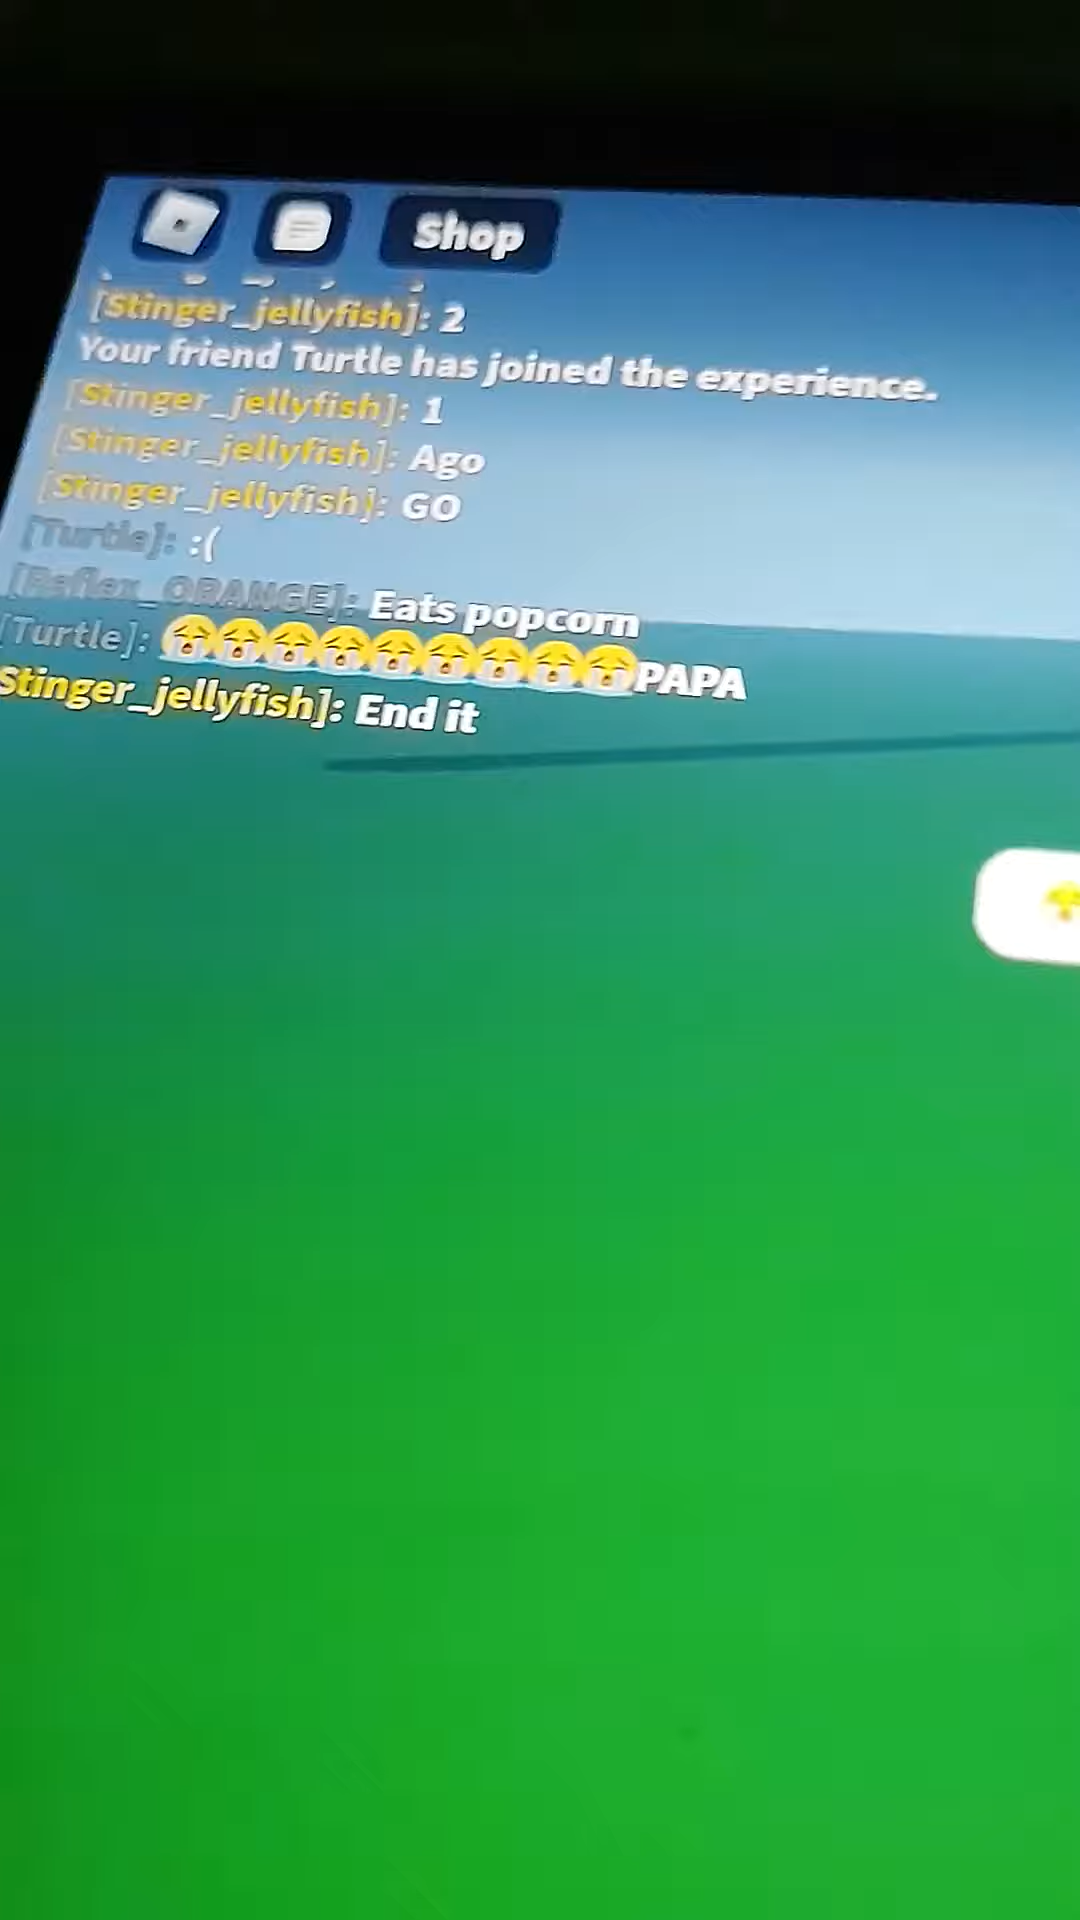 Shop
[Stinger_jellyfish]: 2
Your friend Turtle has joined the experience.
[Stinger_jellyfish]: 1
[Stinger_jellyfish]: Ago
[Stinger_jellyfish]: GO
[Turtle]: :(
[Reflex_ORANGE]: Eats popcorn
[Turtle]: 😭😭😭😭😭😭😭😭😭PAPA
Stinger_jellyfish]: End it